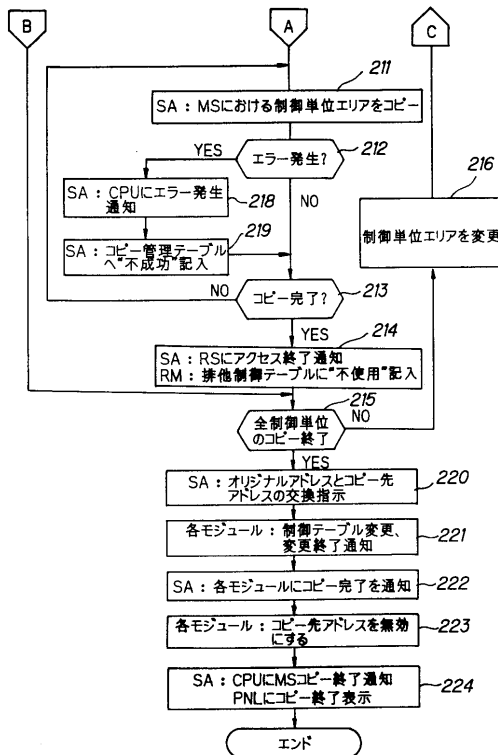 B
A
C
211
SA : MSにおける制御単位エリアをコピー
YES
エラー発生?
212
216
SA : CPUにエラー発生
通知
218
NO
制御単位エリアを変更
219
SA : コピー管理テーブル
へ“不成功”記入
NO
コピー完了?
213
YES
214
SA : RSにアクセス終了通知
RM : 排他制御テーブルに“不使用”記入
215
全制御単位
のコピー終了
NO
YES
SA : オリジナルアドレスとコピー先
アドレスの交換指示
220
各モジュール : 制御テーブル変更、
変更終了通知
221
SA : 各モジュールにコピー完了を通知
222
各モジュール : コピー先アドレスを無効
にする
223
SA : CPUにMSコピー終了通知
PNLにコピー終了表示
224
エンド